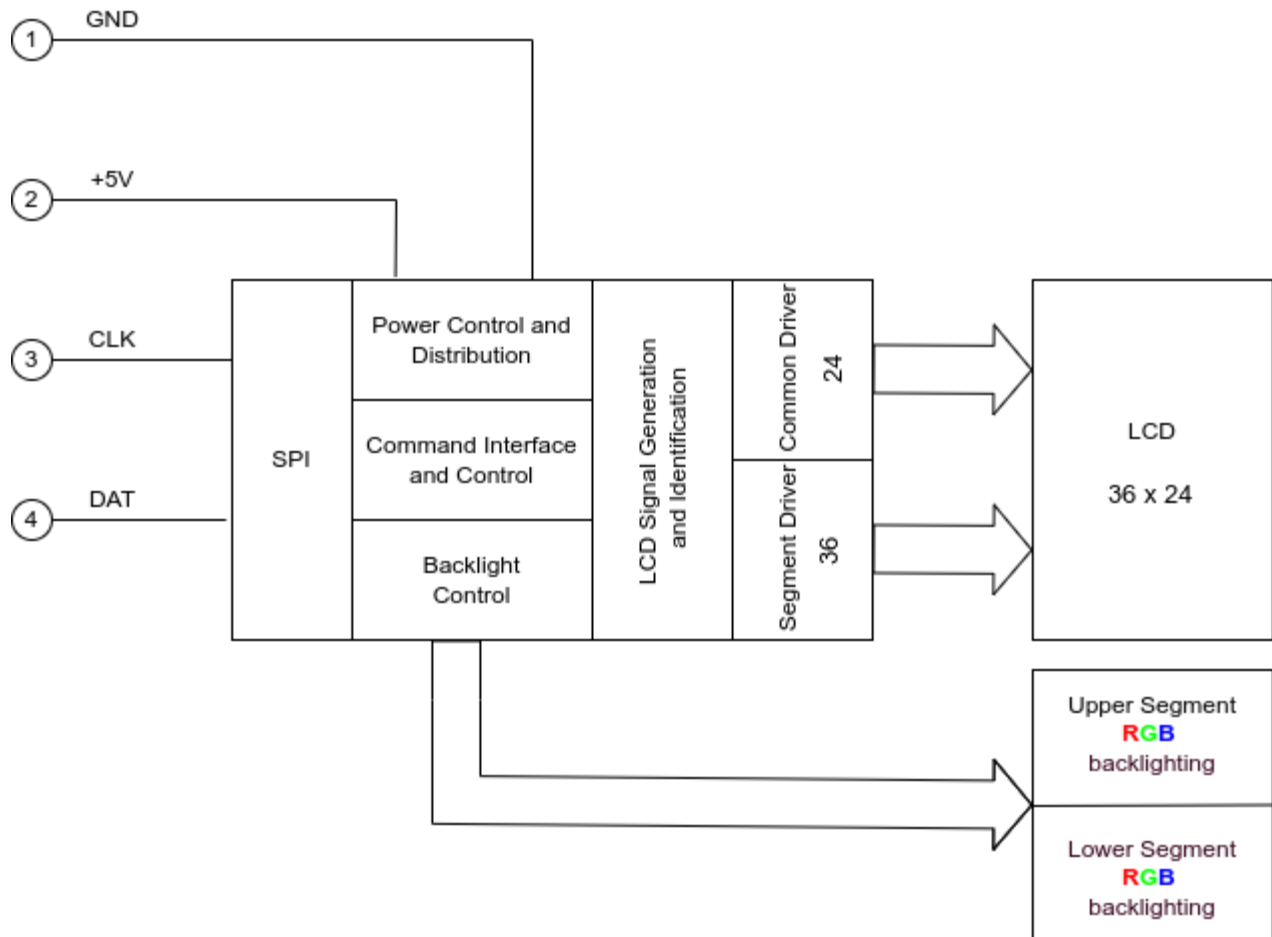 GND
1
+5V
2
CLK
3
DAT
4
SPI
Power Control and
Distribution
Command Interface
and Control
Backlight
Control
LCD Signal Generation
and Identification
Common Driver
24
Segment Driver
36
LCD
36 x 24
Upper Segment
RGB
backlighting
Lower Segment
RGB
backlighting